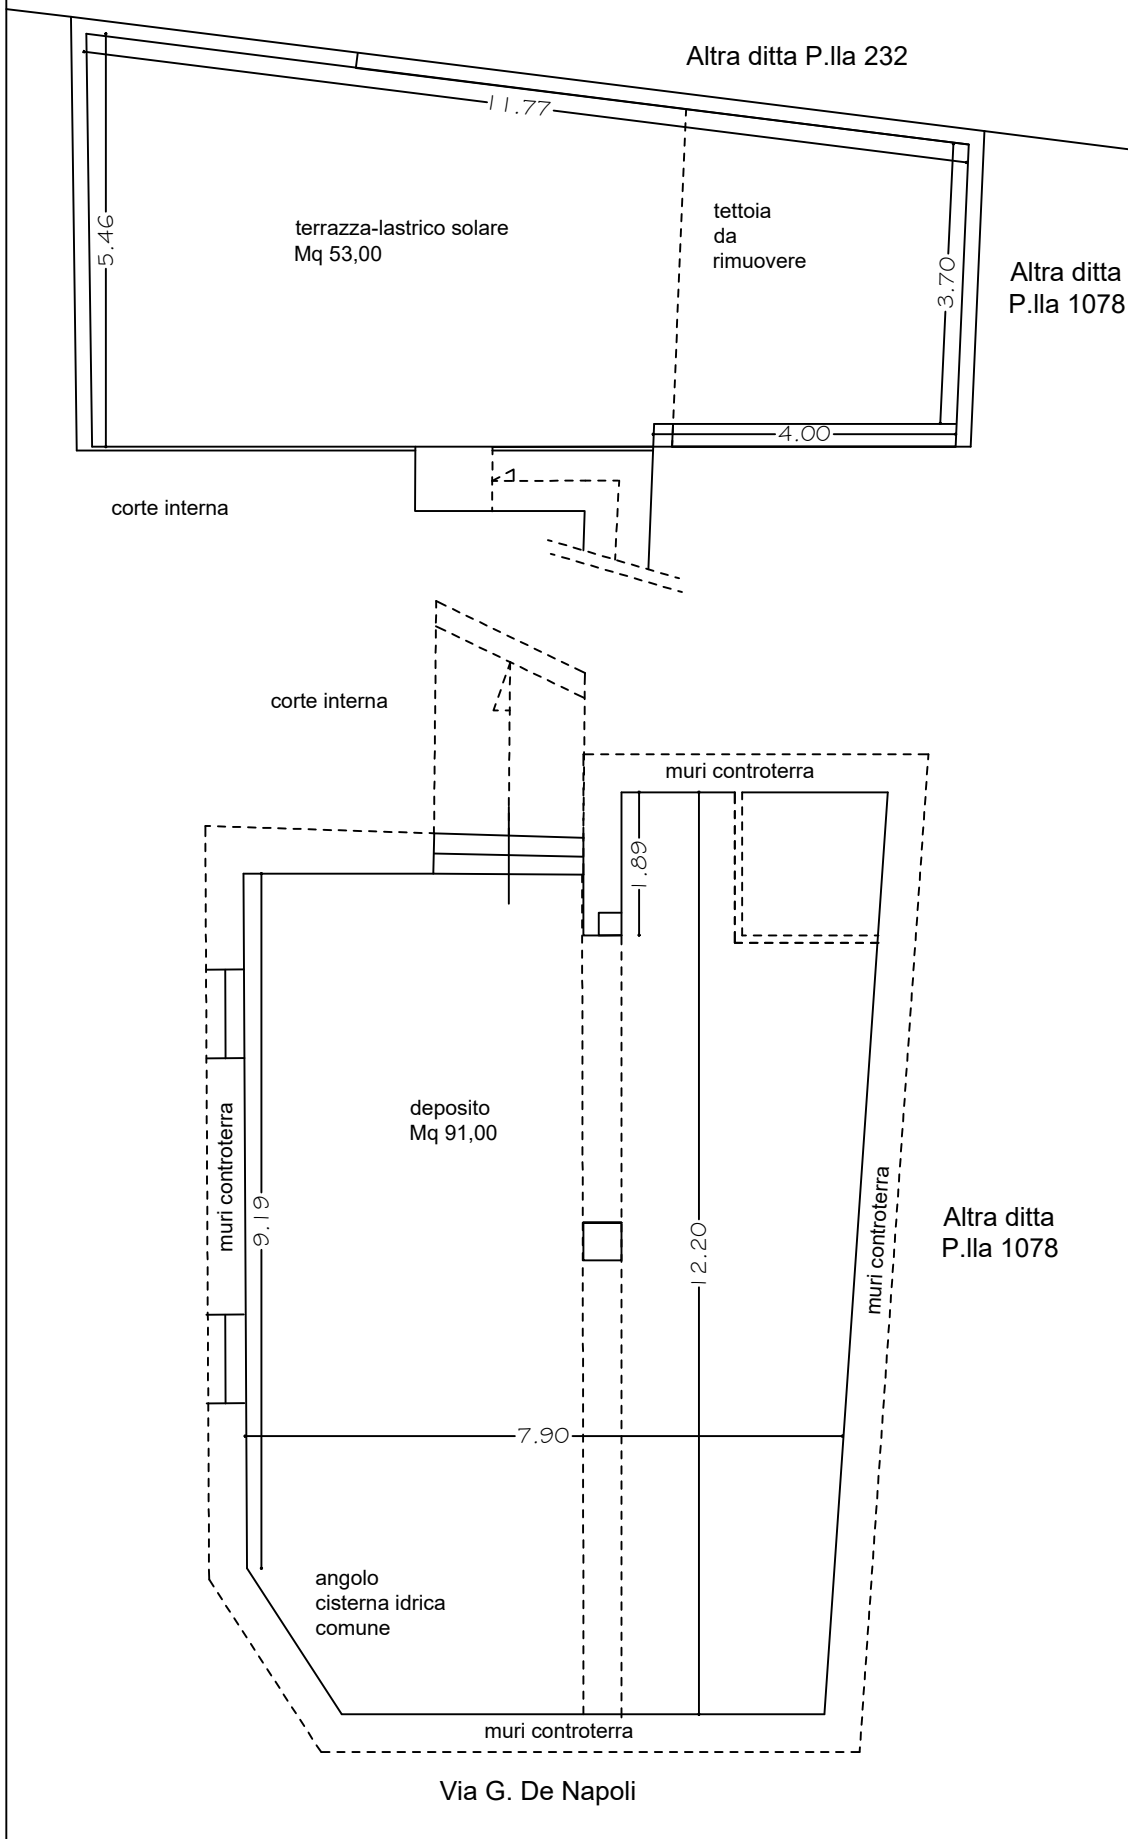 Altra ditta P.lla 232
11.77
terrazza-lastrico solare
Mq 53,00
tettoia
da
rimuovere
5.46
3.70
Altra ditta
P.lla 1078
4.00
corte interna
corte interna
muri controterra
1.89
deposito
Mq 91,00
muri controterra
9.19
12.20
muri controterra
Altra ditta
P.lla 1078
7.90
angolo
cisterna idrica
comune
muri controterra
Via G. De Napoli